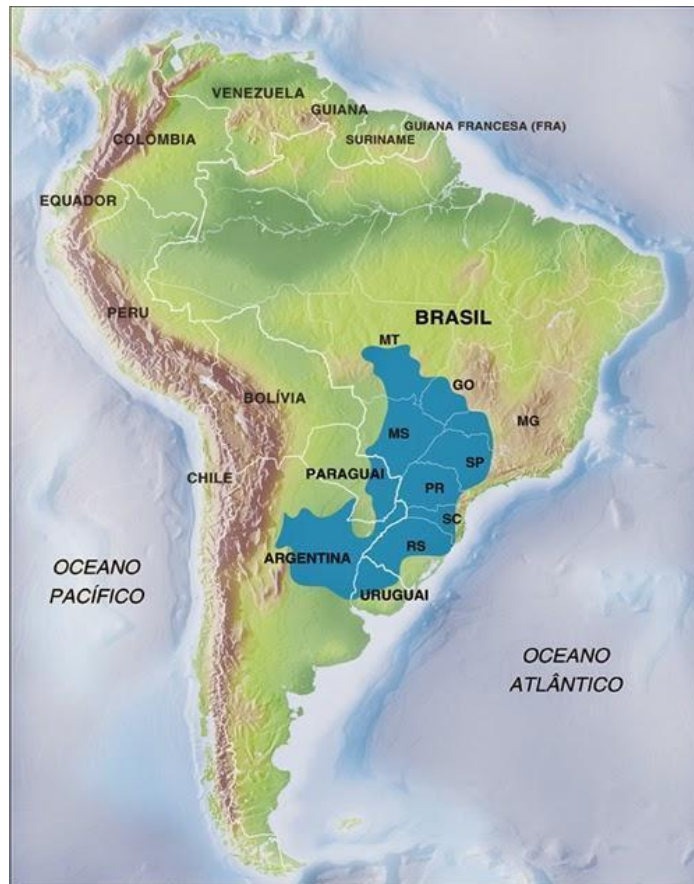 VENEZUELA
GUIANA
GUIANA FRANCESA (FRA)
SURINAME
COLÔMBIA
EQUADOR
PERU
BRASIL
MT
GO
BOLÍVIA
MG
MS
SP
PARAGUAI
CHILE
PR
SC
RS
ARGENTINA
URUGUAI
OCEANO
PACÍFICO
OCEANO
ATLÂNTICO